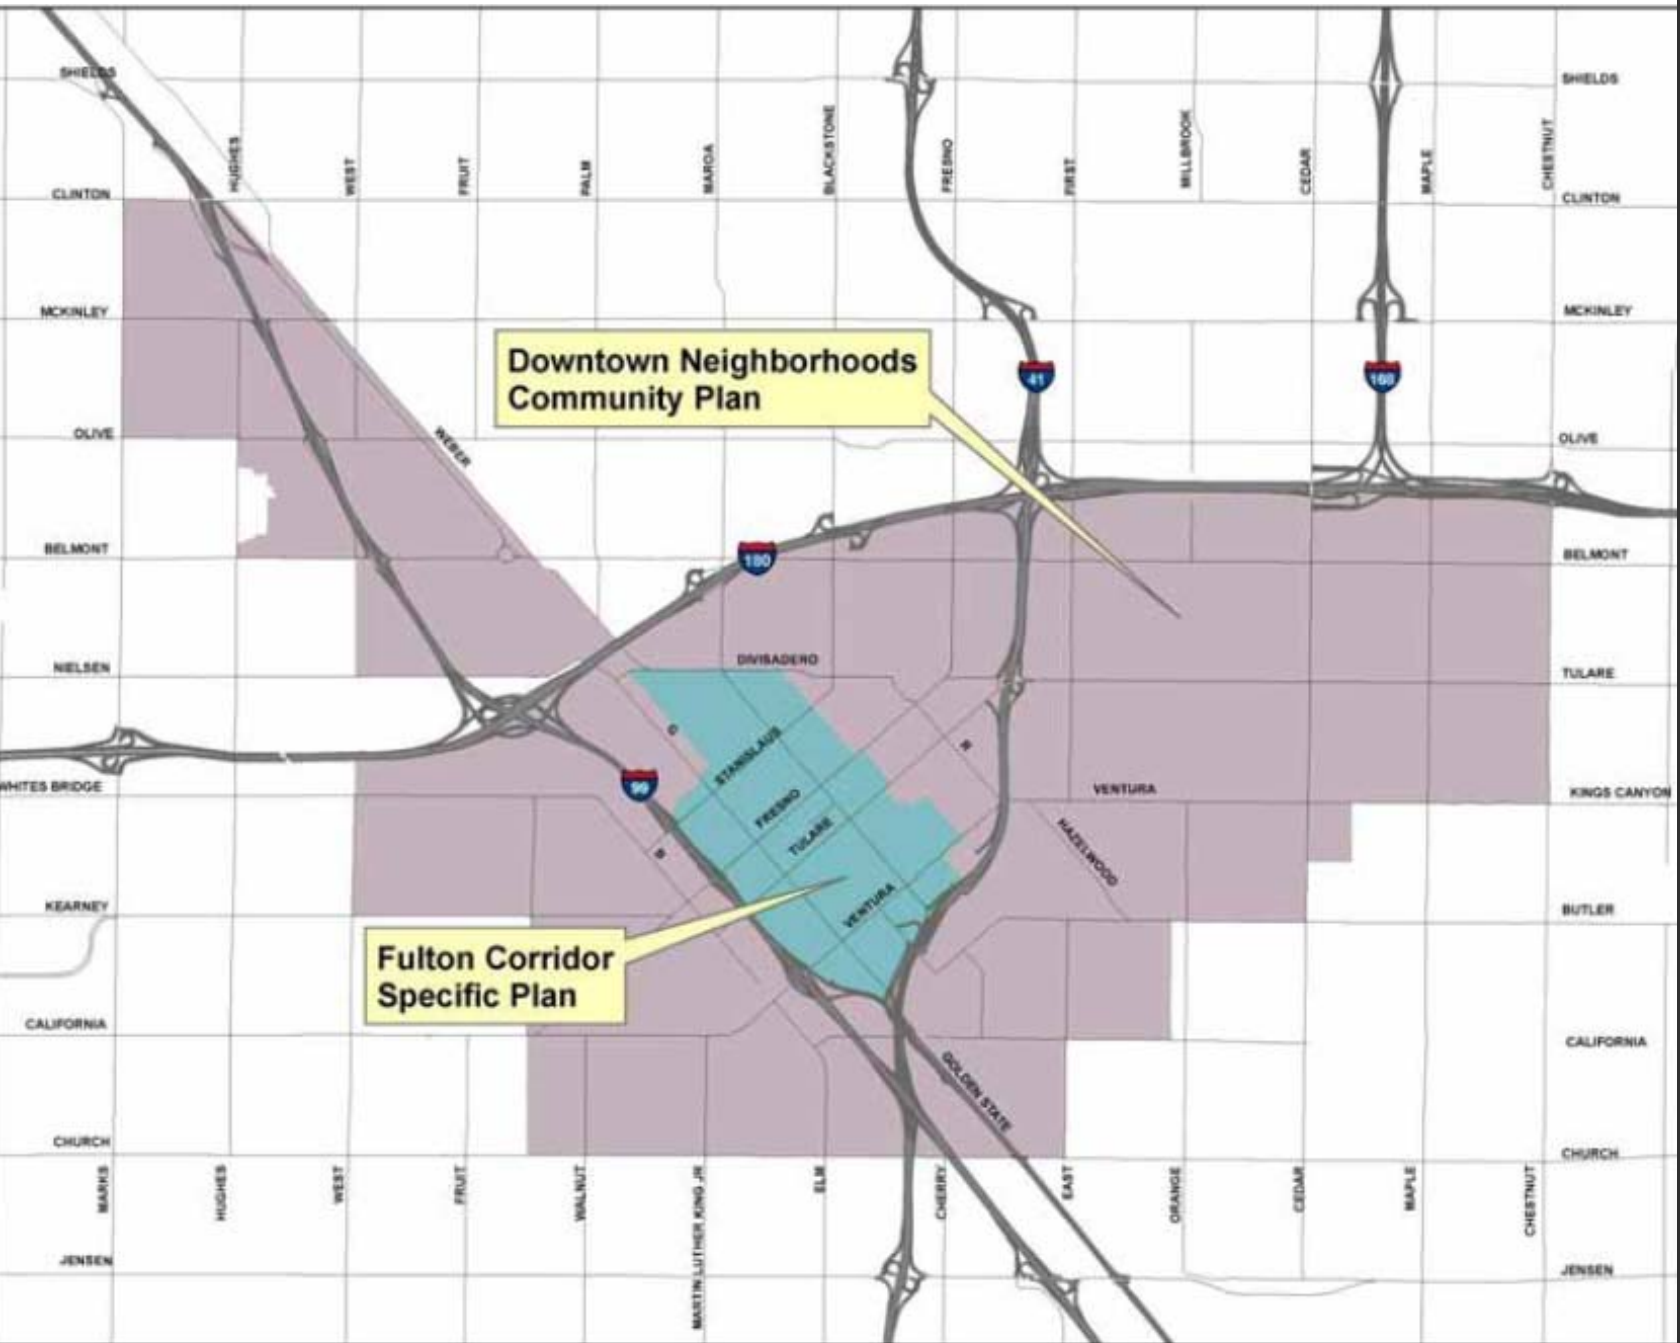 SHIELDS
SHIELDS
HUGHES
WEST
FRUIT
PALM
MAROA
BLACKSTONE
FRESNO
FIRST
MILLBROOK
CEDAR
MAPLE
CHESTNUT
CLINTON
CLINTON
MCKINLEY
MCKINLEY
Downtown Neighborhoods
Community Plan
41
168
OLIVE
WEBER
OLIVE
BELMONT
180
BELMONT
NIELSEN
DIVISADERO
TULARE
STANISLAUS
R
99
WHITES BRIDGE
FRESNO
VENTURA
KINGS CANYON
TULARE
B
HAZELWOOD
KEARNEY
VENTURA
BUTLER
Fulton Corridor
Specific Plan
CALIFORNIA
CALIFORNIA
GOLDEN STATE
CHURCH
CHURCH
MARKS
HUGHES
WEST
FRUIT
WALNUT
MARTIN LUTHER KING JR
ELM
CHERRY
EAST
ORANGE
CEDAR
MAPLE
CHESTNUT
JENSEN
JENSEN